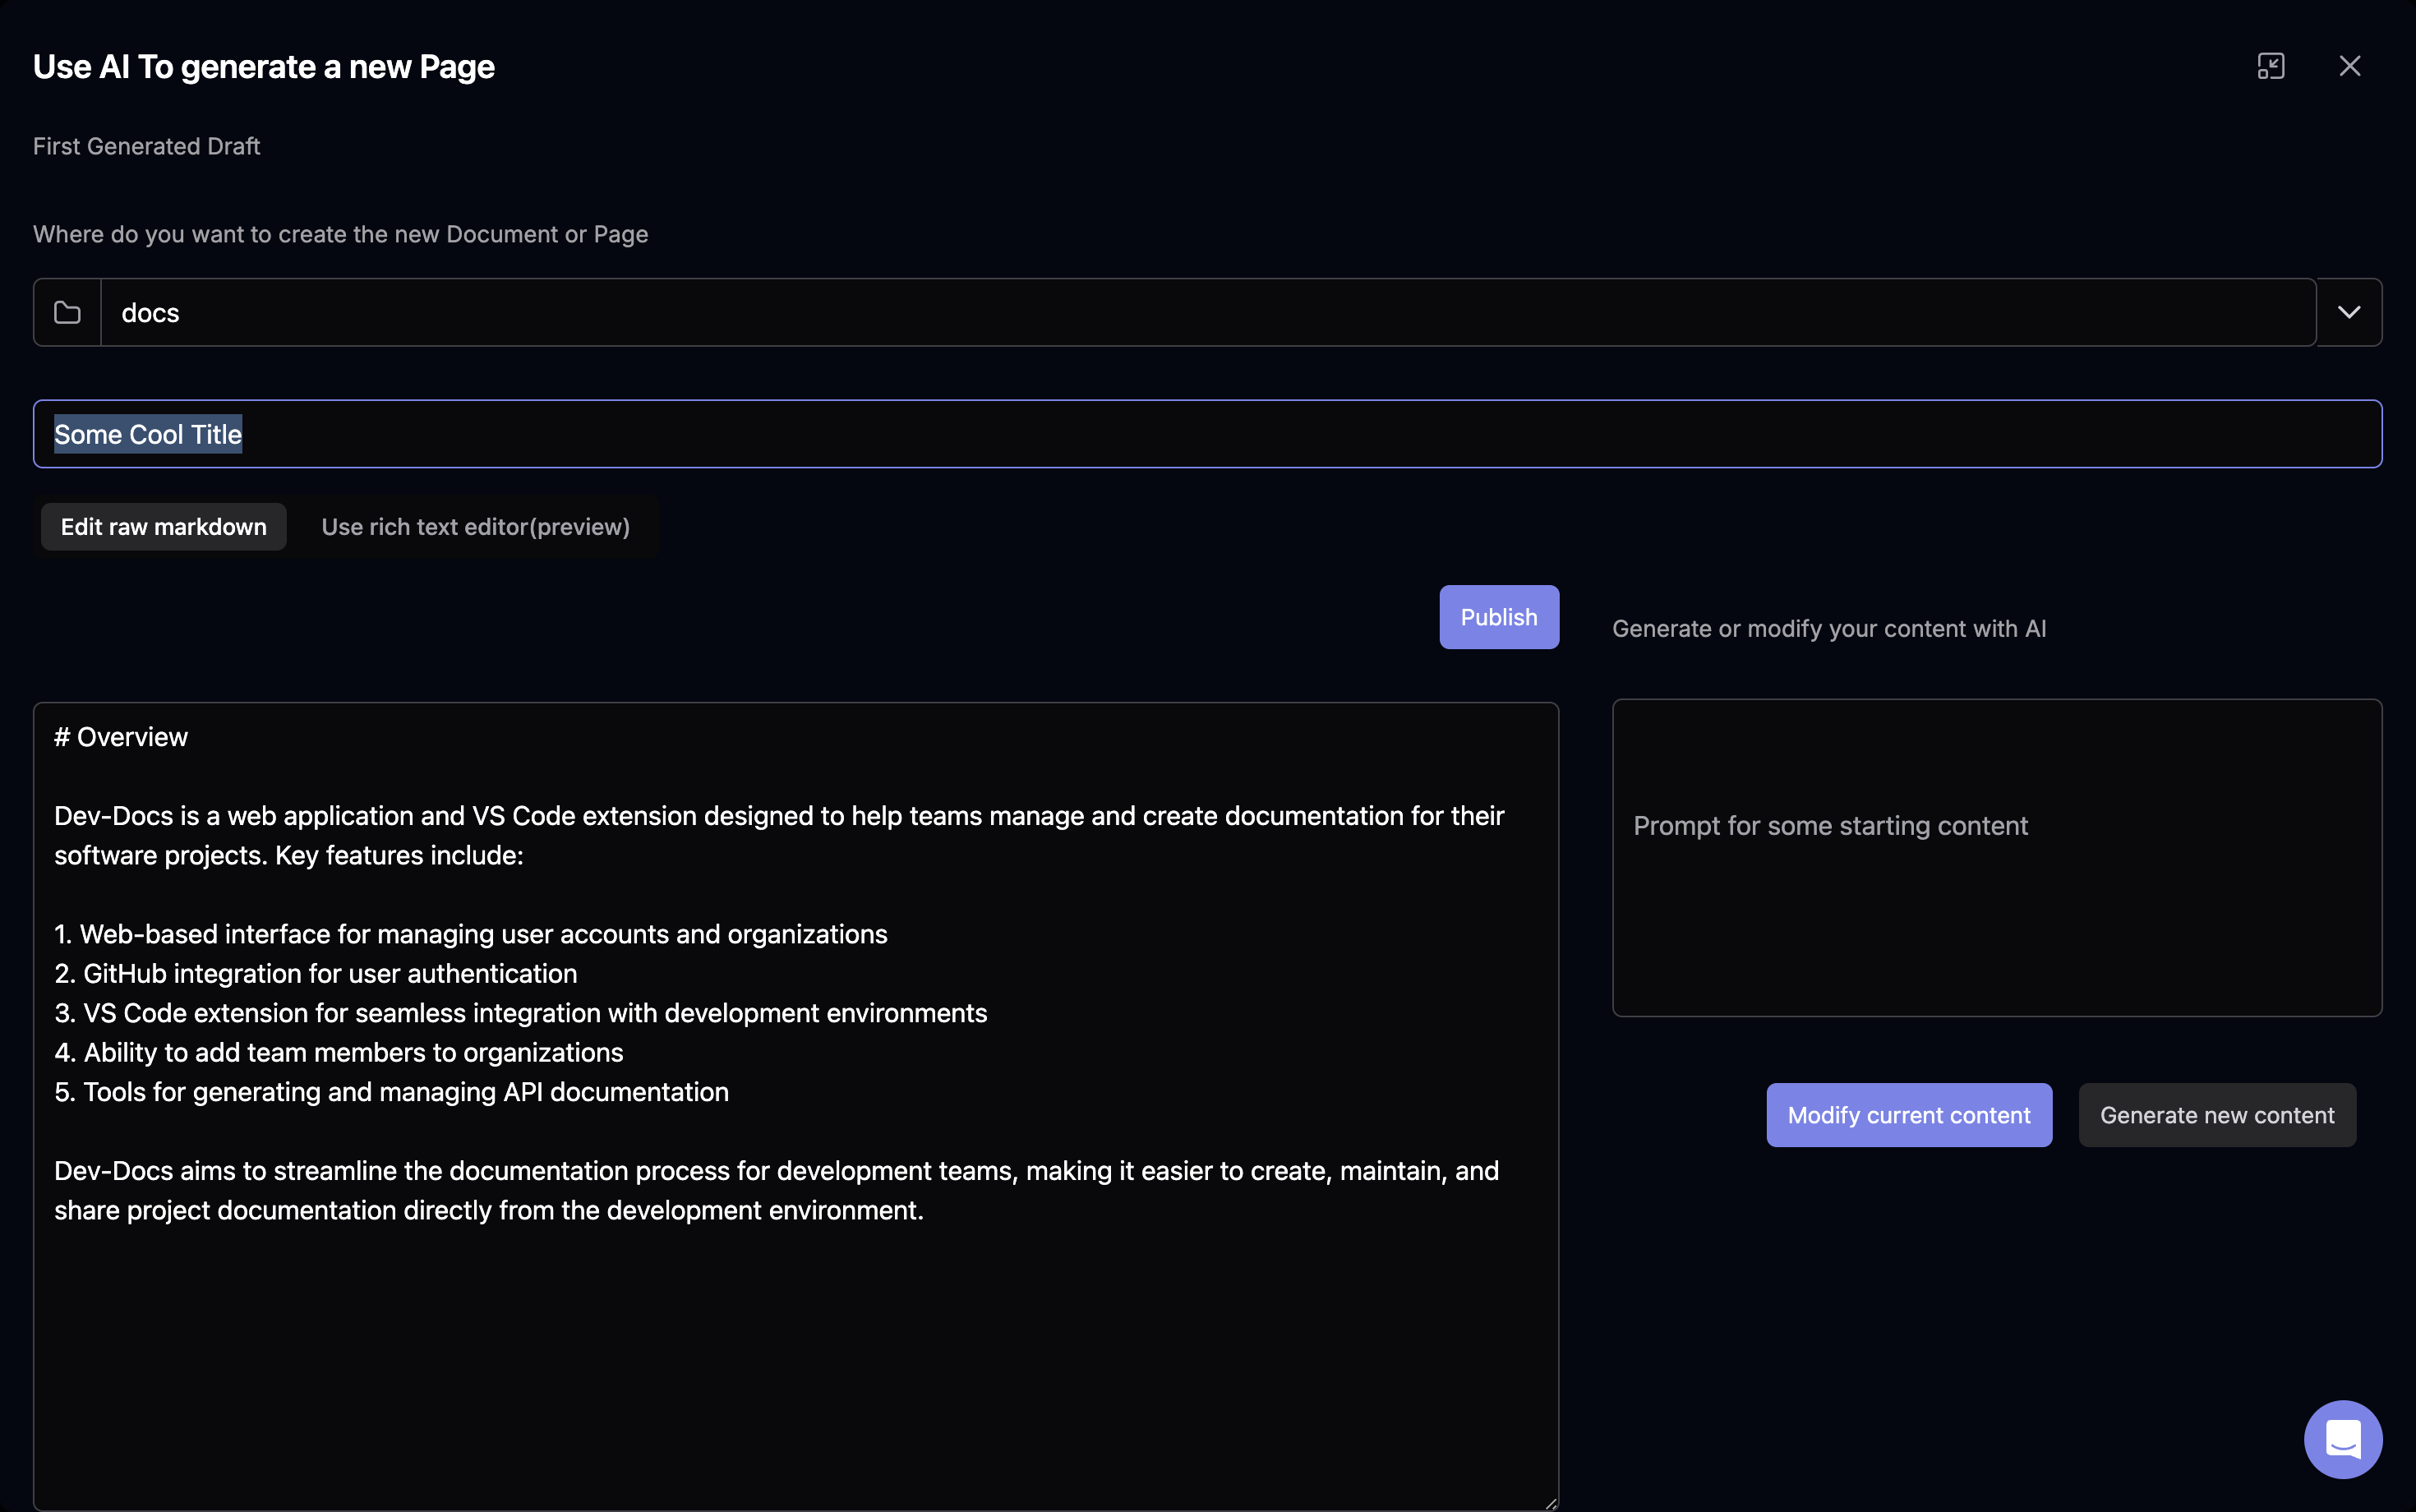 Use AI To generate a new Page
First Generated Draft
Where do you want to create the new Document or Page
docs
Some Cool Title
Edit raw markdown
Use rich text editor(preview)
Publish
Generate or modify your content with AI
# Overview
Dev-Docs is a web application and VS Code extension designed to help teams manage and create documentation for their
software projects. Key features include:
1. Web-based interface for managing user accounts and organizations
2. GitHub integration for user authentication
3. VS Code extension for seamless integration with development environments
4. Ability to add team members to organizations
5. Tools for generating and managing API documentation
Dev-Docs aims to streamline the documentation process for development teams, making it easier to create, maintain, and
share project documentation directly from the development environment.
Prompt for some starting content
Modify current content
Generate new content